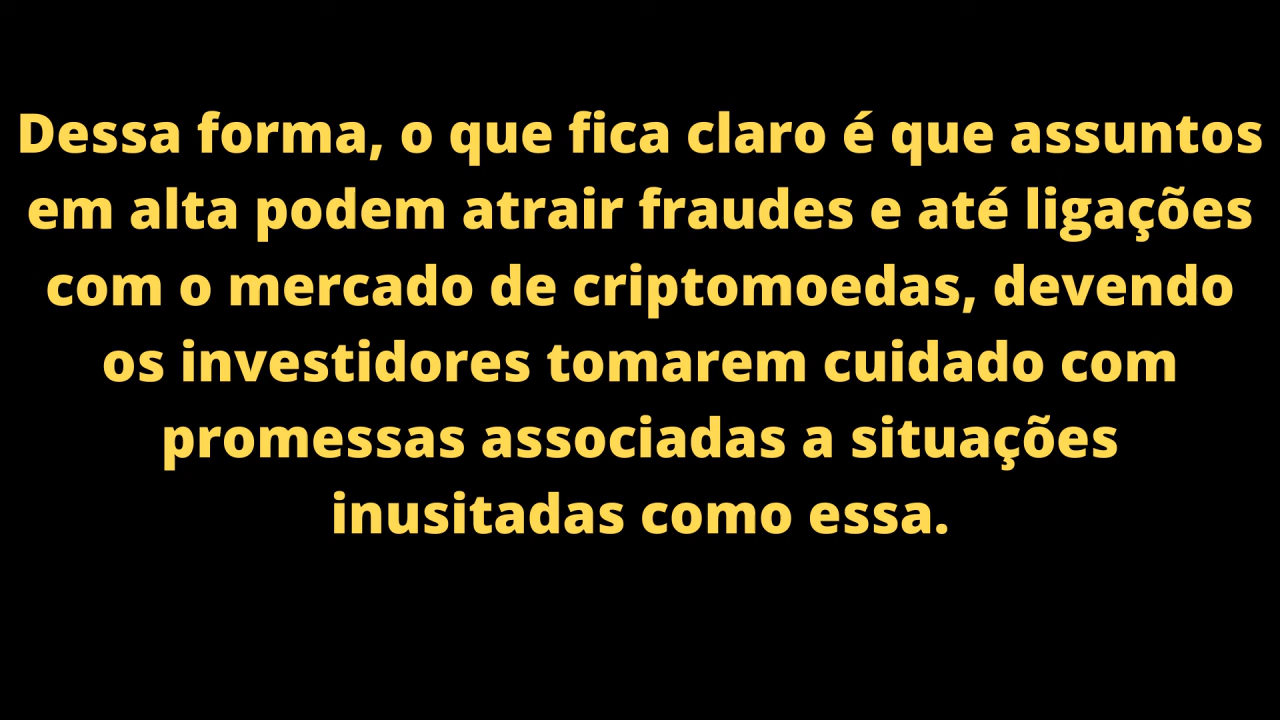 Dessa forma, o que fica claro é que assuntos
em alta podem atrair fraudes e até ligações
com o mercado de criptomoedas, devendo
os investidores tomarem cuidado com
promessas associadas a situações
inusitadas como essa.